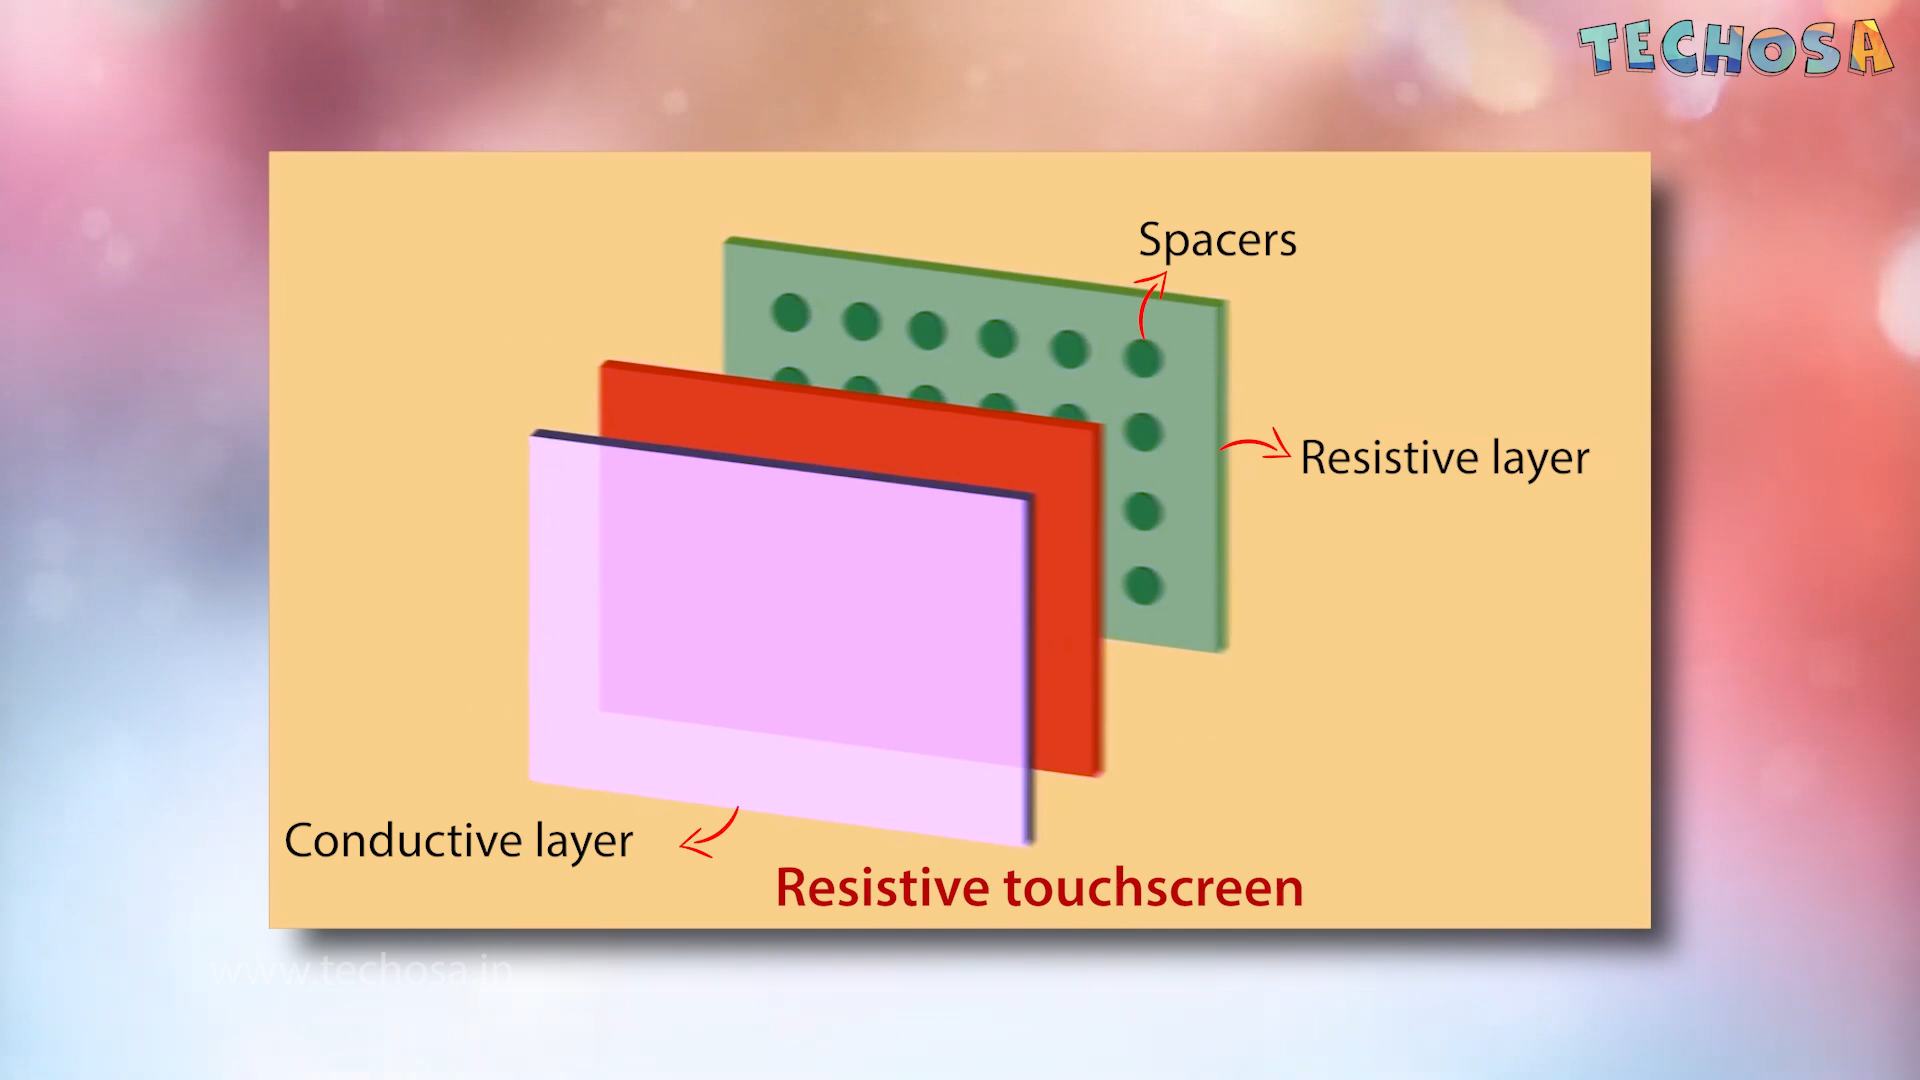 TECHOSA
Spacers
Resistive layer
Conductive layer
Resistive touchscreen
www.techosa.in